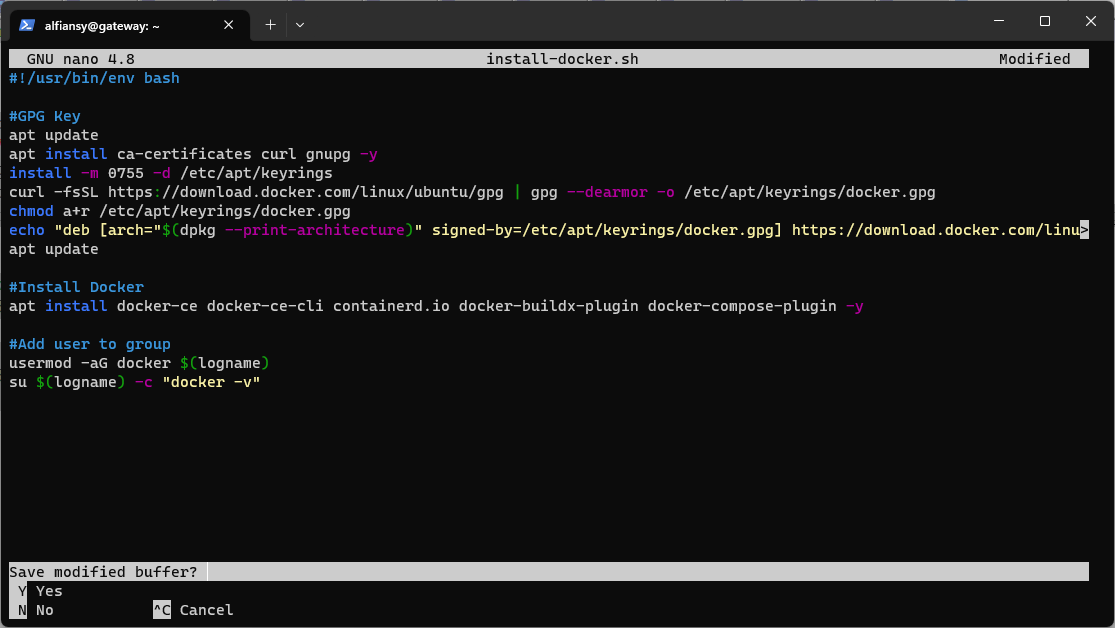 alfiansy@gateway: ~
GNU nano 4.8 install-docker.sh Modified
#!/usr/bin/env bash
#GPG Key
apt update
apt install ca-certificates curl gnupg -y
install -m 0755 -d /etc/apt/keyrings
curl -fsSL https://download.docker.com/linux/ubuntu/gpg | gpg --dearmor -o /etc/apt/keyrings/docker.gpg
chmod a+r /etc/apt/keyrings/docker.gpg
echo "deb [arch="$(dpkg --print-architecture)" signed-by=/etc/apt/keyrings/docker.gpg] https://download.docker.com/linu>
apt update
#Install Docker
apt install docker-ce docker-ce-cli containerd.io docker-buildx-plugin docker-compose-plugin -y
#Add user to group
usermod -aG docker $(logname)
su $(logname) -c "docker -v"
Save modified buffer?
Y Yes
N No ^C Cancel